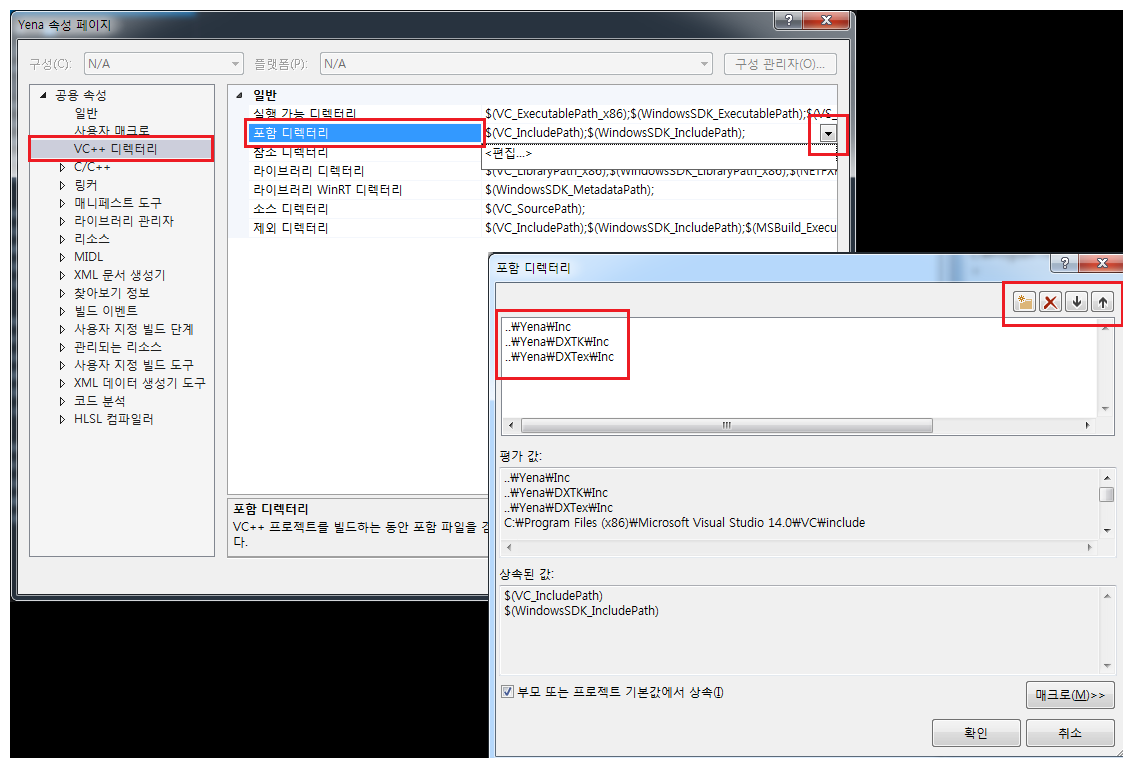 Yena 속성 페이지
구성(C): N/A 플랫폼(P): N/A 구성 관리자(O)...
공용 속성
일반
사용자 매크로
VC++ 디렉터리
C/C++
링커
매니페스트 도구
라이브러리 관리자
리소스
MIDL
XML 문서 생성기
찾아보기 정보
빌드 이벤트
사용자 지정 빌드 단계
관리되는 리소스
사용자 지정 빌드 도구
XML 데이터 생성기 도구
코드 분석
HLSL 컴파일러
일반
실행 가능 디렉터리 $(VC_ExecutablePath_x86);$(WindowsSDK_ExecutablePath);$(VS_
포함 디렉터리 $(VC_IncludePath);$(WindowsSDK_IncludePath);
참조 디렉터리 <편집...>
라이브러리 디렉터리 $(VC_LibraryPath_x86);$(WindowsSDK_LibraryPath_x86);$(NETFXK
라이브러리 WinRT 디렉터리 $(WindowsSDK_MetadataPath);
소스 디렉터리 $(VC_SourcePath);
제외 디렉터리 $(VC_IncludePath);$(WindowsSDK_IncludePath);$(MSBuild_Execu
포함 디렉터리
VC++ 프로젝트를 빌드하는 동안 포함 파일을 검
다.
포함 디렉터리
..₩Yena₩Inc
..₩Yena₩DXTK₩Inc
..₩Yena₩DXTex₩Inc
평가 값:
..₩Yena₩Inc
..₩Yena₩DXTK₩Inc
..₩Yena₩DXTex₩Inc
C:₩Program Files (x86)₩Microsoft Visual Studio 14.0₩VC₩include
상속된 값:
$(VC_IncludePath)
$(WindowsSDK_IncludePath)
부모 또는 프로젝트 기본값에서 상속(I)
매크로(M)>>
확인 취소